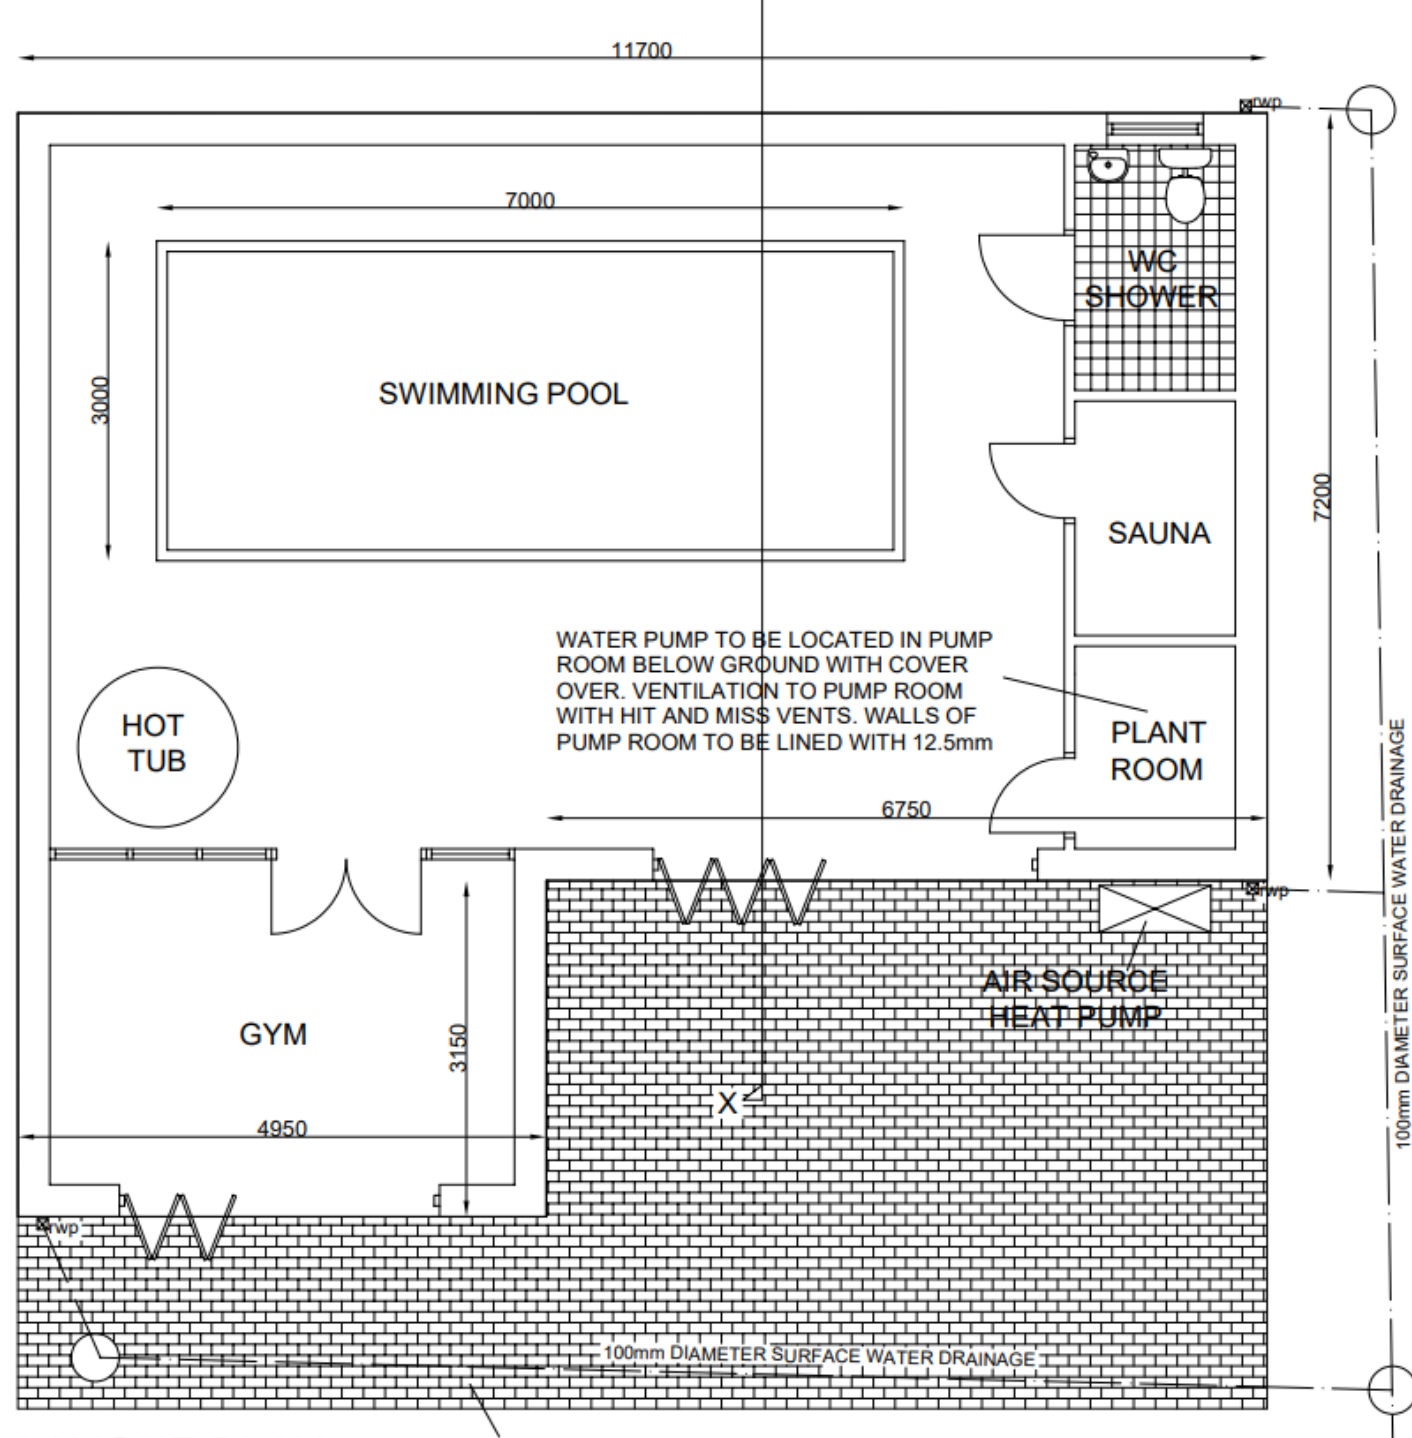 11700
rwp
7000
WC
SHOWER
3000
SWIMMING POOL
7200
SAUNA
WATER PUMP TO BE LOCATED IN PUMP
ROOM BELOW GROUND WITH COVER
OVER. VENTILATION TO PUMP ROOM
WITH HIT AND MISS VENTS. WALLS OF
PUMP ROOM TO BE LINED WITH 12.5mm
HOT
TUB
PLANT
ROOM
6750
rwp
100mm DIAMETER SURFACE WATER DRAINAGE
AIR SOURCE
HEAT PUMP
GYM
3150
X
4950
rwp
100mm DIAMETER SURFACE WATER DRAINAGE